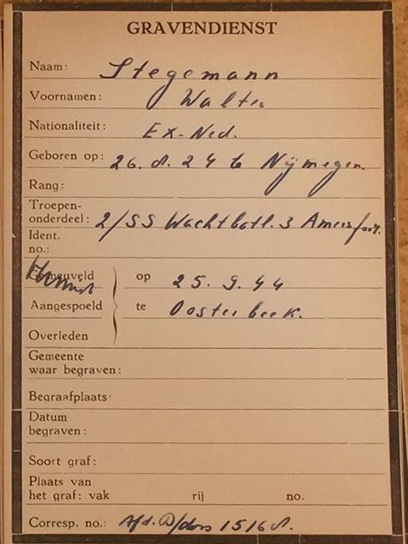 GRAVENDIENST
Naam: Stegemann
Voornamen: Walter
Nationaliteit: Ex-Ned.
Geboren op: 26.8.24 te Nijmegen.
Rang:
Troepen-
onderdeel: 2/SS Wachtbatl. 3 Amersfoort.
Ident.
no.:
Gesneuveld op 25.9.44
Aangespoeld te Oosterbeek.
Overleden
Gemeente
waar begraven:
Begraafplaats:
Datum
begraven:
Soort graf:
Plaats van
het graf: vak rij no.
Corresp. no.: 15168.